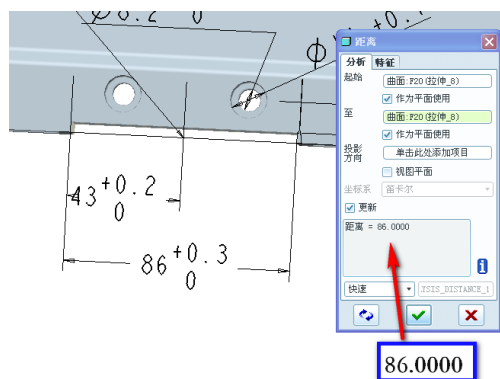 8.2 0
距离
分析 特征
起始 曲面:F20(拉伸_8)
作为平面使用
至 曲面:F20(拉伸_8)
作为平面使用
投影方向 单击此处添加项目
视图平面
坐标系 笛卡尔
更新
距离 = 86.0000
快速
43 +0.2 0
86 +0.3 0
86.0000